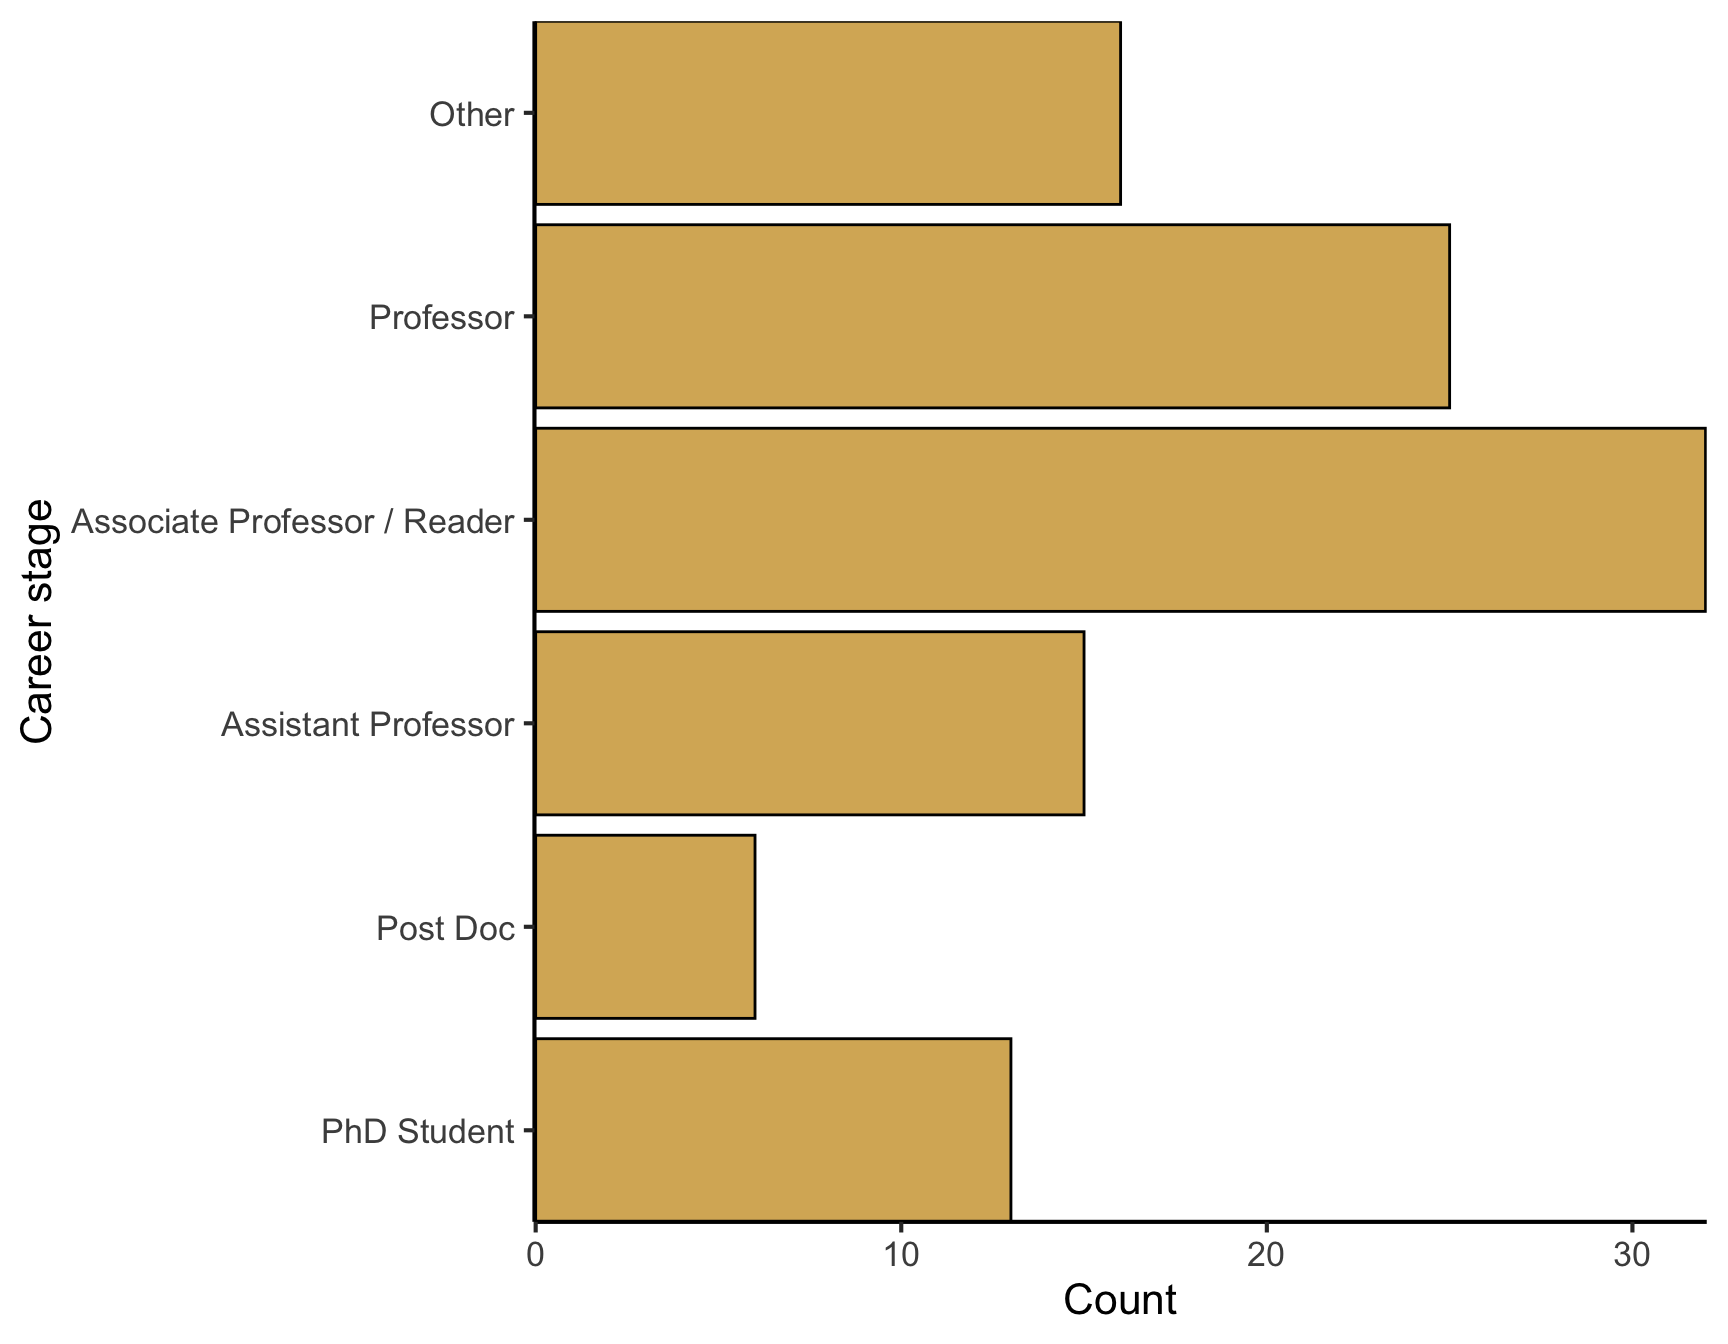 Other
Professor
Associate Professor / Reader
Assistant Professor
Post Doc
PhD Student
Career stage
0 10 20 30
Count